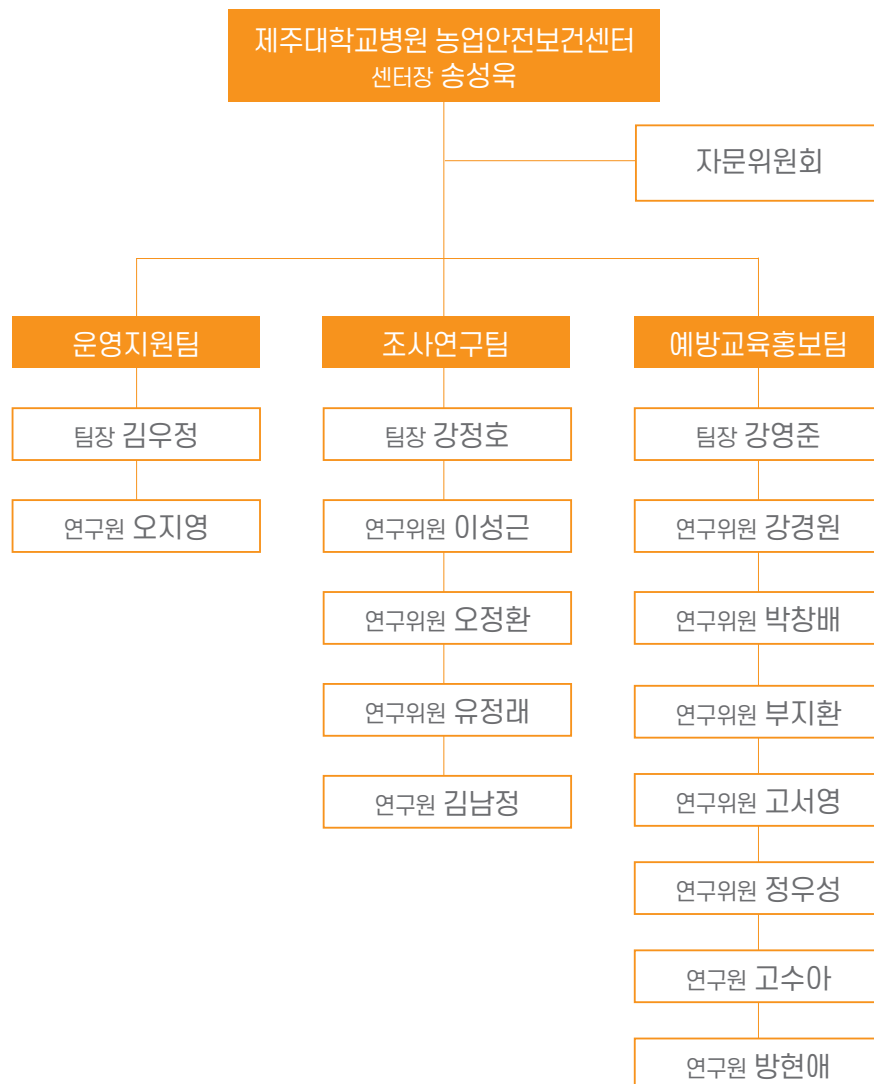 제주대학교병원 농업안전보건센터
센터장 송성욱
자문위원회
운영지원팀
팀장 김우정
연구원 오지영
조사연구팀
팀장 강정호
연구위원 이성근
연구위원 오정환
연구위원 유정래
연구원 김남정
예방교육홍보팀
팀장 강영준
연구위원 강경원
연구위원 박창배
연구위원 부지환
연구위원 고서영
연구위원 정우성
연구원 고수아
연구원 방현애